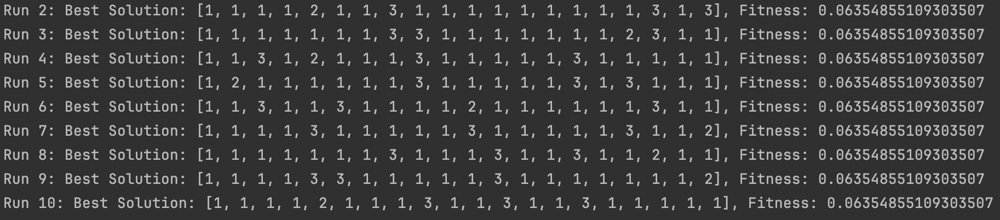 Run 2: Best Solution: [1, 1, 1, 1, 2, 1, 1, 3, 1, 1, 1, 1, 1, 1, 1, 1, 1, 3, 1, 3], Fitness: 0.06354855109303507
Run 3: Best Solution: [1, 1, 1, 1, 1, 1, 1, 3, 3, 1, 1, 1, 1, 1, 1, 1, 2, 3, 1, 1], Fitness: 0.06354855109303507
Run 4: Best Solution: [1, 1, 3, 1, 2, 1, 1, 1, 3, 1, 1, 1, 1, 1, 3, 1, 1, 1, 1, 1], Fitness: 0.06354855109303507
Run 5: Best Solution: [1, 2, 1, 1, 1, 1, 1, 1, 3, 1, 1, 1, 1, 1, 3, 1, 3, 1, 1, 1], Fitness: 0.06354855109303507
Run 6: Best Solution: [1, 1, 3, 1, 1, 3, 1, 1, 1, 1, 2, 1, 1, 1, 1, 1, 1, 3, 1, 1], Fitness: 0.06354855109303507
Run 7: Best Solution: [1, 1, 1, 1, 3, 1, 1, 1, 1, 1, 3, 1, 1, 1, 1, 1, 3, 1, 1, 2], Fitness: 0.06354855109303507
Run 8: Best Solution: [1, 1, 1, 1, 1, 1, 1, 3, 1, 1, 1, 3, 1, 1, 3, 1, 1, 2, 1, 1], Fitness: 0.06354855109303507
Run 9: Best Solution: [1, 1, 1, 1, 3, 3, 1, 1, 1, 1, 1, 3, 1, 1, 1, 1, 1, 1, 1, 2], Fitness: 0.06354855109303507
Run 10: Best Solution: [1, 1, 1, 1, 2, 1, 1, 1, 3, 1, 1, 3, 1, 1, 3, 1, 1, 1, 1, 1], Fitness: 0.06354855109303507